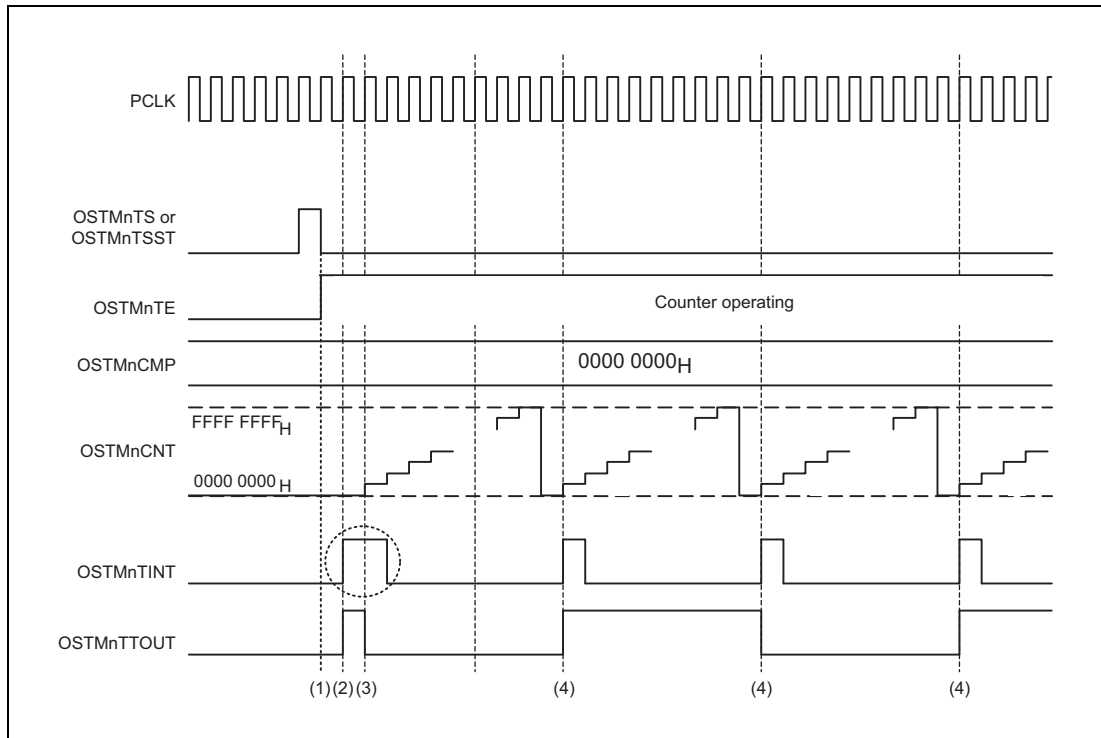 PCLK
OSTMnTS or
OSTMnTSST
OSTMnTE
Counter operating
OSTMnCMP
0000 0000H
FFFF FFFFH
OSTMnCNT
0000 0000H
OSTMnTINT
OSTMnTTOUT
(1) (2) (3) (4) (4) (4)